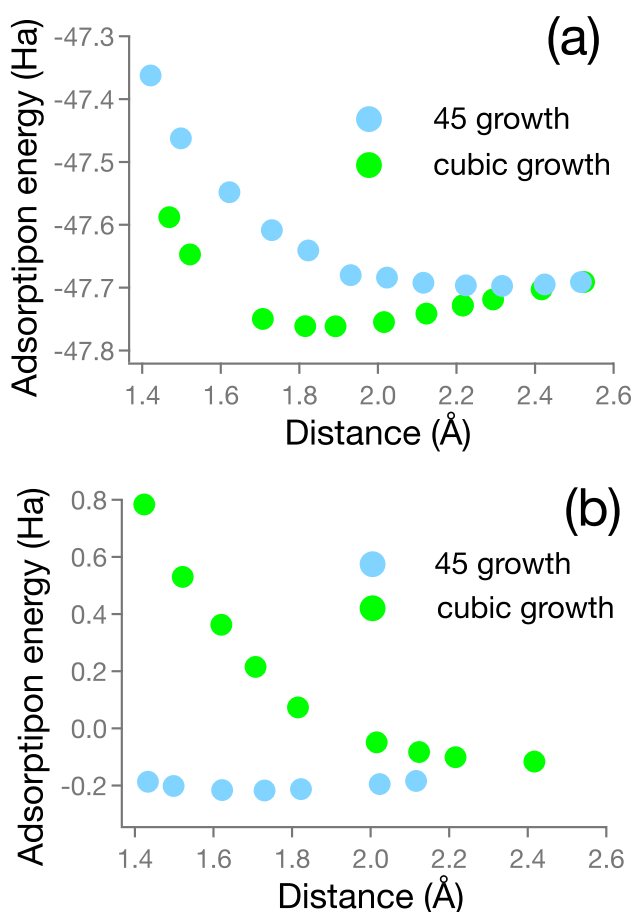 (a)
Adsorptipon energy (Ha)
-47.3
-47.4
-47.5
-47.6
-47.7
-47.8
45 growth
cubic growth
1.4 1.6 1.8 2.0 2.2 2.4 2.6
Distance (Å)
(b)
Adsorptipon energy (Ha)
0.8
0.6
0.4
0.2
0.0
-0.2
45 growth
cubic growth
1.4 1.6 1.8 2.0 2.2 2.4 2.6
Distance (Å)